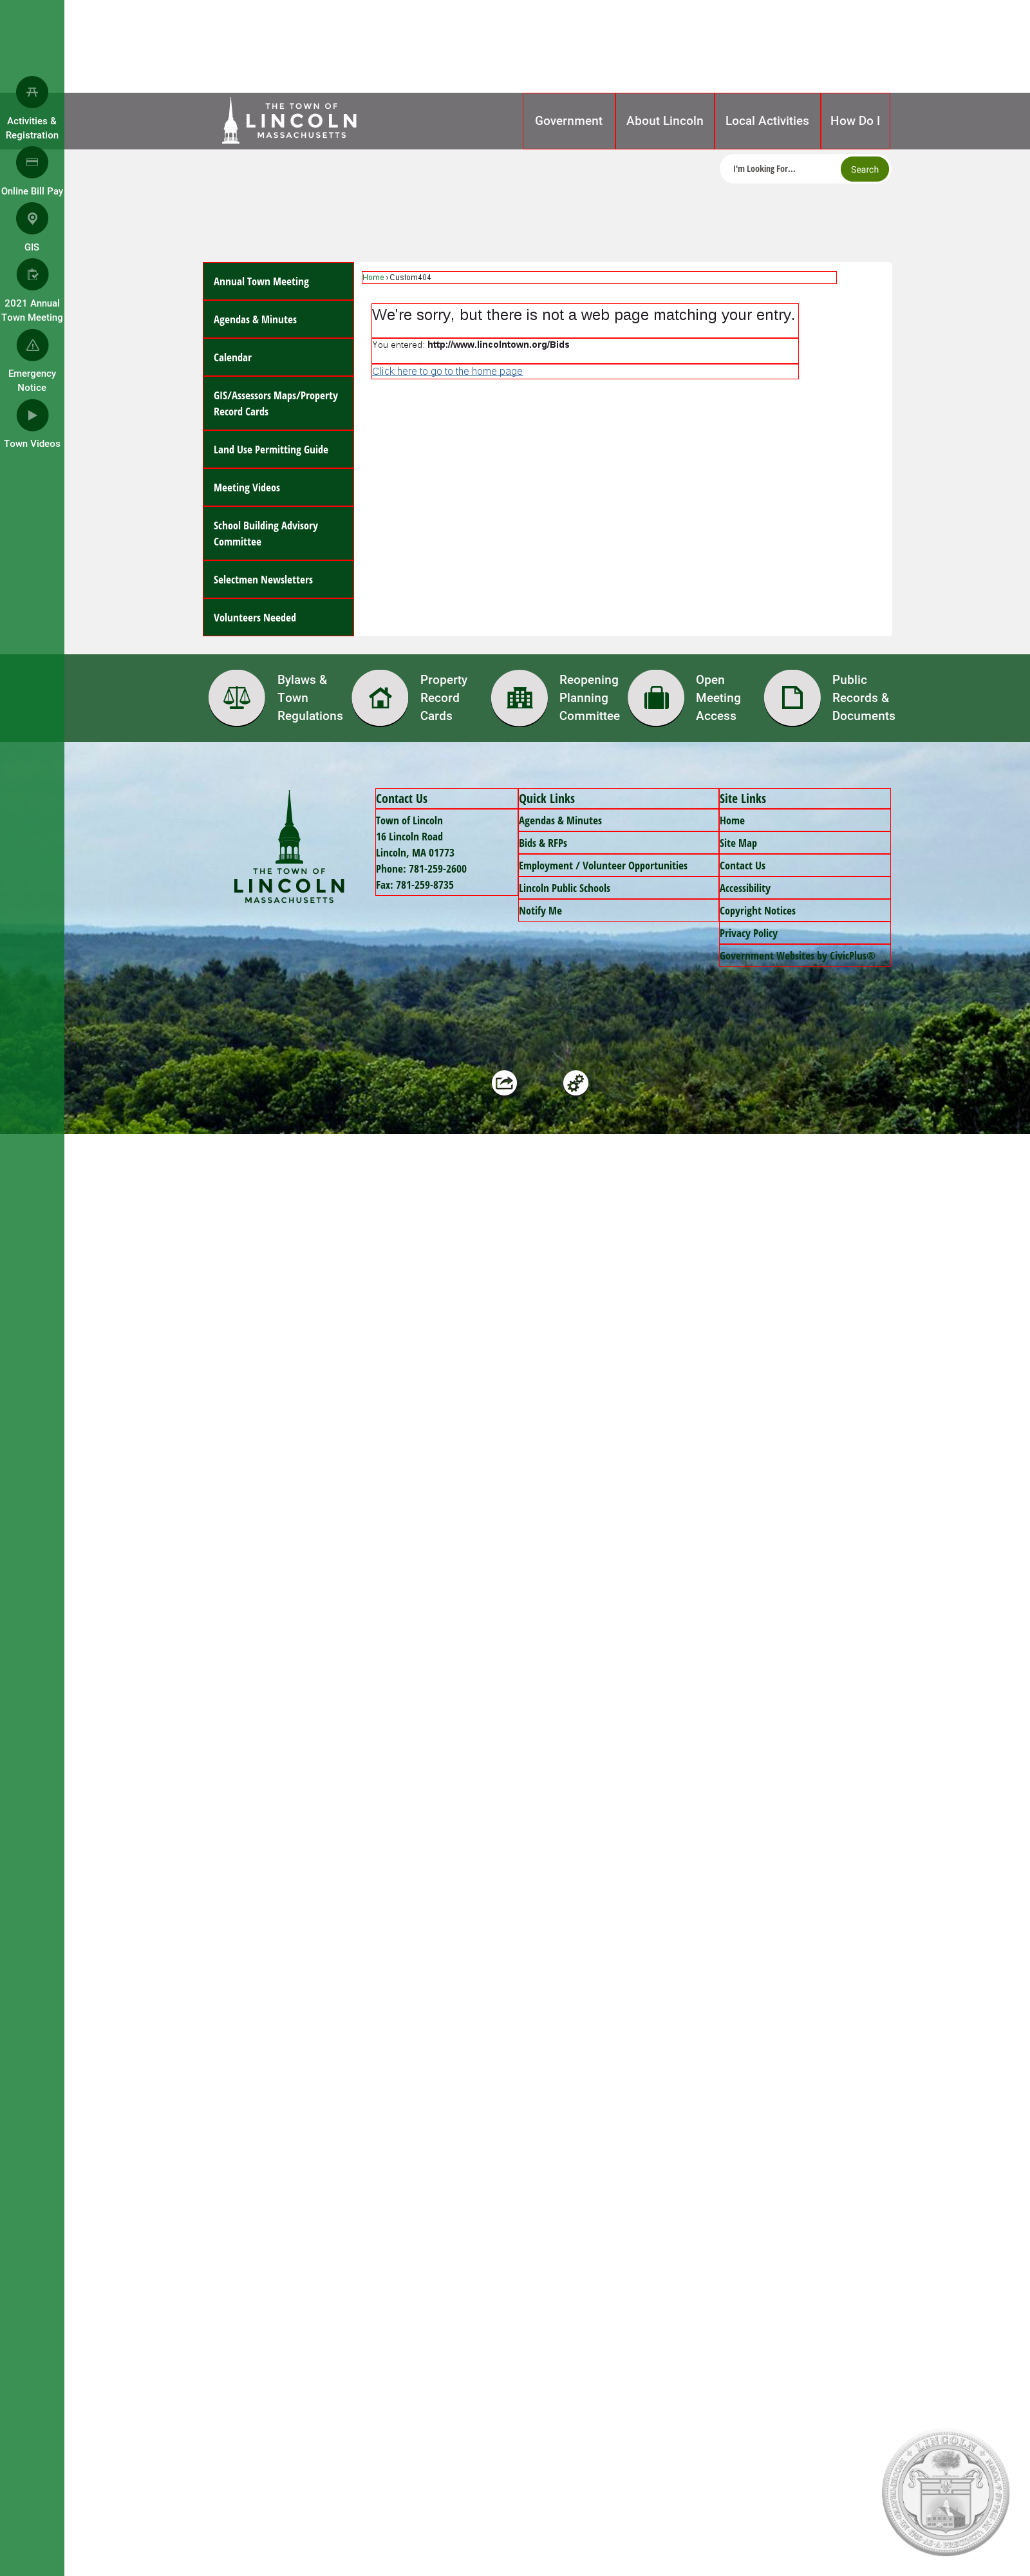 Activities &
Registration
Online Bill Pay
GIS
2021 Annual
Town Meeting
Emergency
Notice
Town Videos
THE TOWN OF
LINCOLN
MASSACHUSETTS
Government
About Lincoln
Local Activities
How Do I
I'm Looking For...
Search
Annual Town Meeting
Agendas & Minutes
Calendar
GIS/Assessors Maps/Property
Record Cards
Land Use Permitting Guide
Meeting Videos
School Building Advisory
Committee
Selectmen Newsletters
Volunteers Needed
Home › Custom404
We're sorry, but there is not a web page matching your entry.
You entered: http://www.lincolntown.org/Bids
Click here to go to the home page
Bylaws &
Town
Regulations
Property
Record
Cards
Reopening
Planning
Committee
Open
Meeting
Access
Public
Records &
Documents
THE TOWN OF
LINCOLN
MASSACHUSETTS
Contact Us
Town of Lincoln
16 Lincoln Road
Lincoln, MA 01773
Phone: 781-259-2600
Fax: 781-259-8735
Quick Links
Agendas & Minutes
Bids & RFPs
Employment / Volunteer Opportunities
Lincoln Public Schools
Notify Me
Site Links
Home
Site Map
Contact Us
Accessibility
Copyright Notices
Privacy Policy
Government Websites by CivicPlus®
LINCOLN